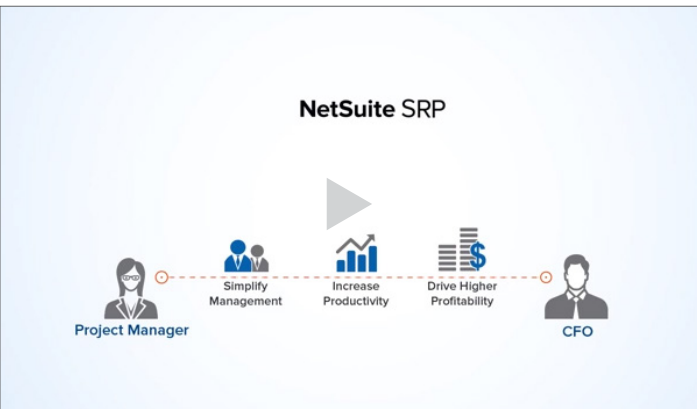 NetSuite SRP
Simplify
Management
Increase
Productivity
Drive Higher
Profitability
Project Manager
CFO